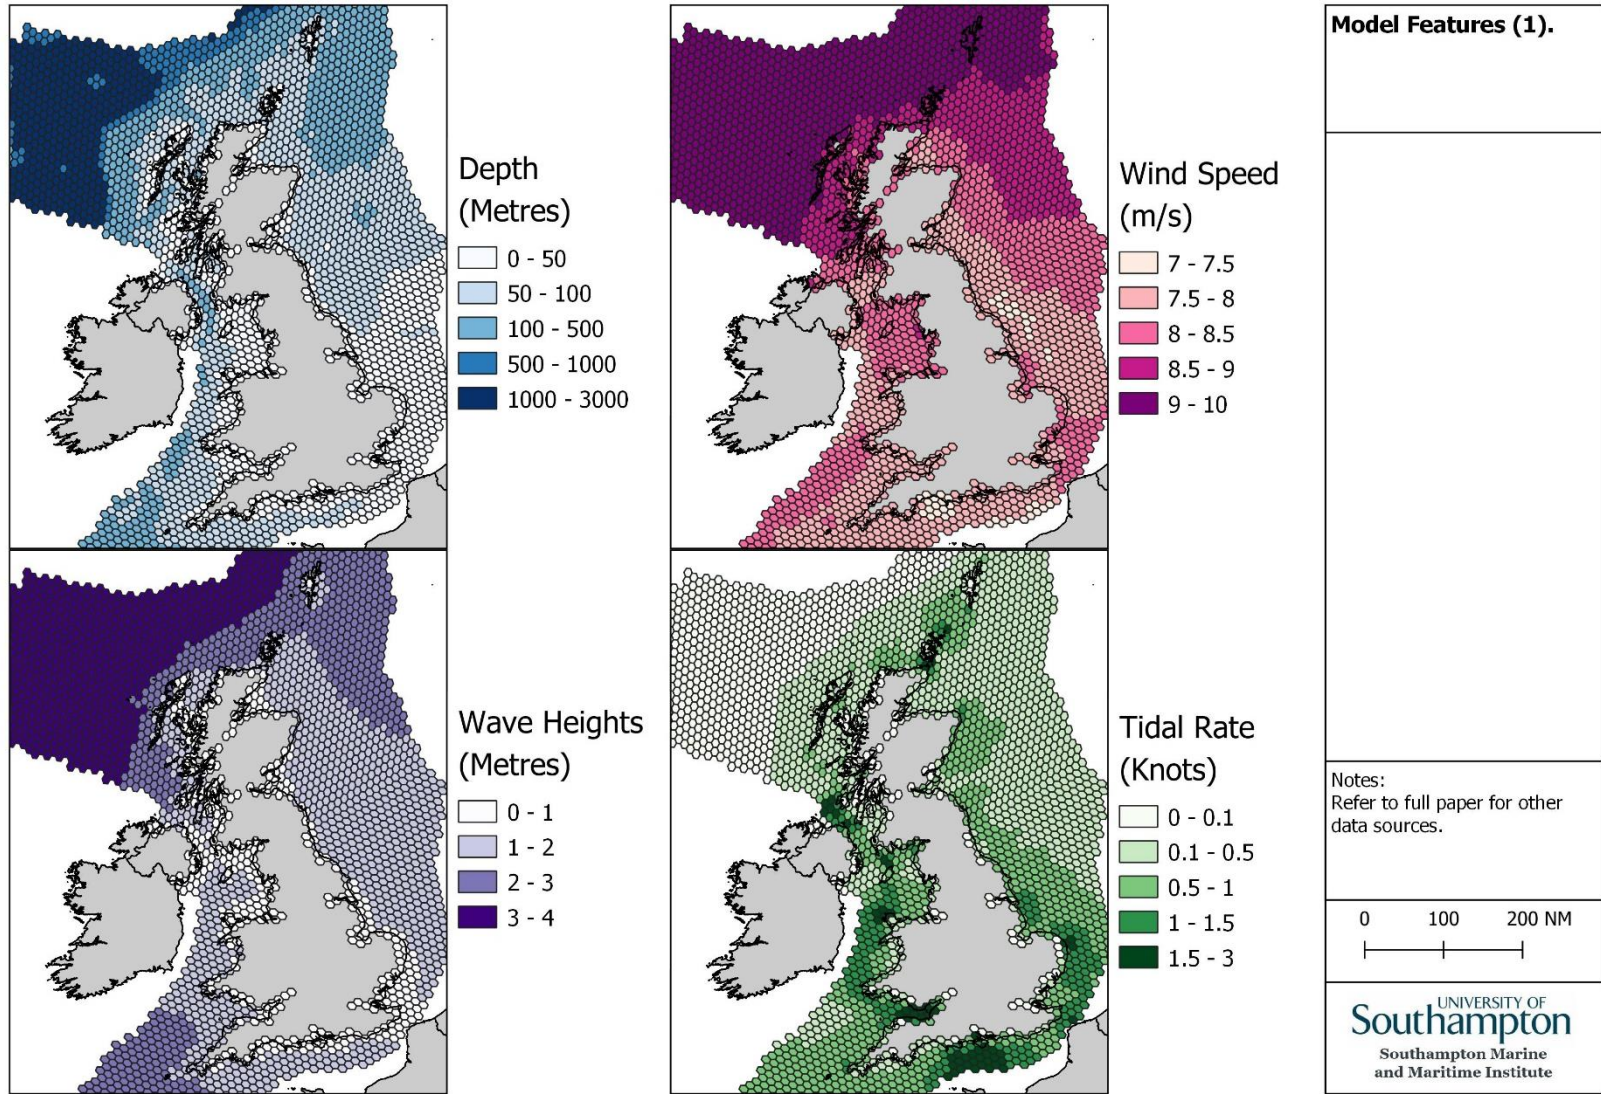 Depth
(Metres)
0 - 50
50 - 100
100 - 500
500 - 1000
1000 - 3000
Wind Speed
(m/s)
7 - 7.5
7.5 - 8
8 - 8.5
8.5 - 9
9 - 10
Wave Heights
(Metres)
0 - 1
1 - 2
2 - 3
3 - 4
Tidal Rate
(Knots)
0 - 0.1
0.1 - 0.5
0.5 - 1
1 - 1.5
1.5 - 3
Model Features (1).
Notes:
Refer to full paper for other
data sources.
0 100 200 NM
UNIVERSITY OF
Southampton
Southampton Marine
and Maritime Institute